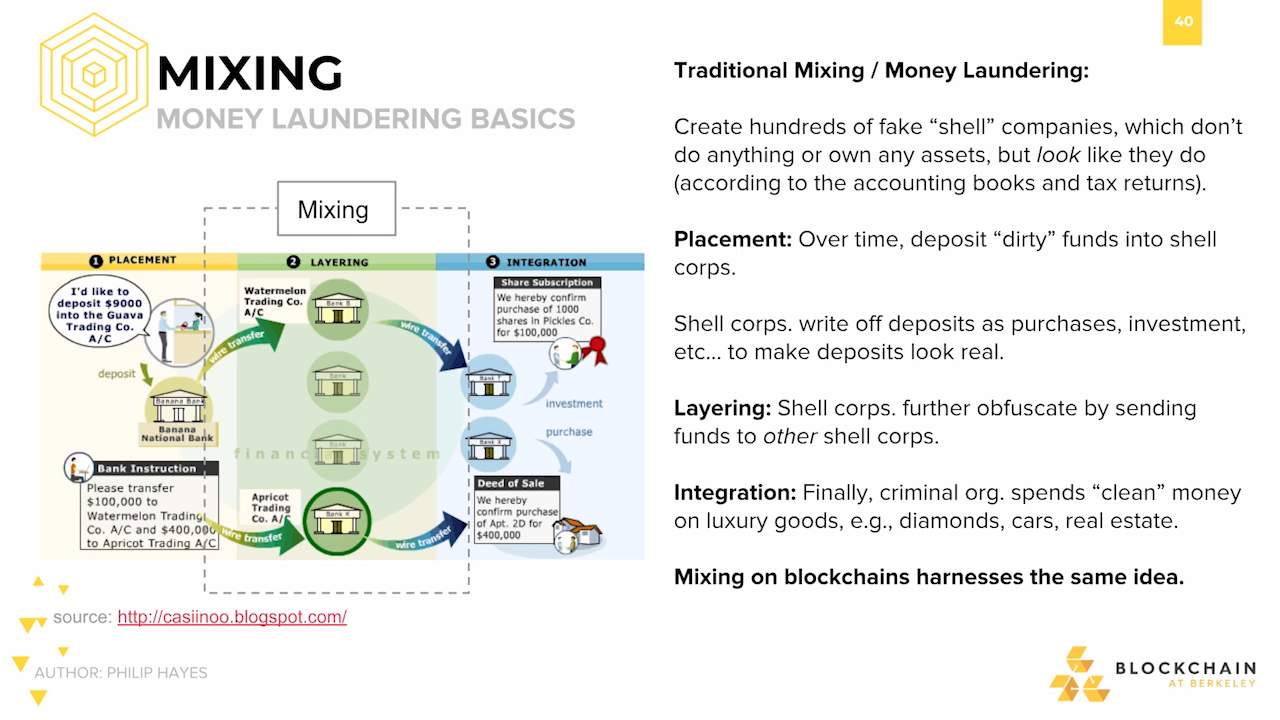 40
MIXING
MONEY LAUNDERING BASICS
Mixing
1 PLACEMENT
2 LAYERING
3 INTEGRATION
I'd like to
deposit $9000
into the Guava
Trading Co.
A/C
deposit
Banana Bank
Banana
National Bank
Bank Instruction
Please transfer
$100,000 to
Watermelon Trading
Co. A/C and $400,000
to Apricot Trading A/C
wire transfer
wire transfer
Watermelon
Trading Co.
A/C
Bank B
Bank
Bank
financial system
Apricot
Trading
Co. A/C
Bank K
wire transfer
wire transfer
Share Subscription
We hereby confirm
purchase of 1000
shares in Pickles Co.
for $100,000
Bank T
investment
purchase
Bank X
Deed of Sale
We hereby
confirm purchase
of Apt. 2D for
$400,000
source: http://casiinoo.blogspot.com/
AUTHOR: PHILIP HAYES
Traditional Mixing / Money Laundering:
Create hundreds of fake “shell” companies, which don’t
do anything or own any assets, but look like they do
(according to the accounting books and tax returns).
Placement: Over time, deposit “dirty” funds into shell
corps.
Shell corps. write off deposits as purchases, investment,
etc... to make deposits look real.
Layering: Shell corps. further obfuscate by sending
funds to other shell corps.
Integration: Finally, criminal org. spends “clean” money
on luxury goods, e.g., diamonds, cars, real estate.
Mixing on blockchains harnesses the same idea.
BLOCKCHAIN
AT BERKELEY